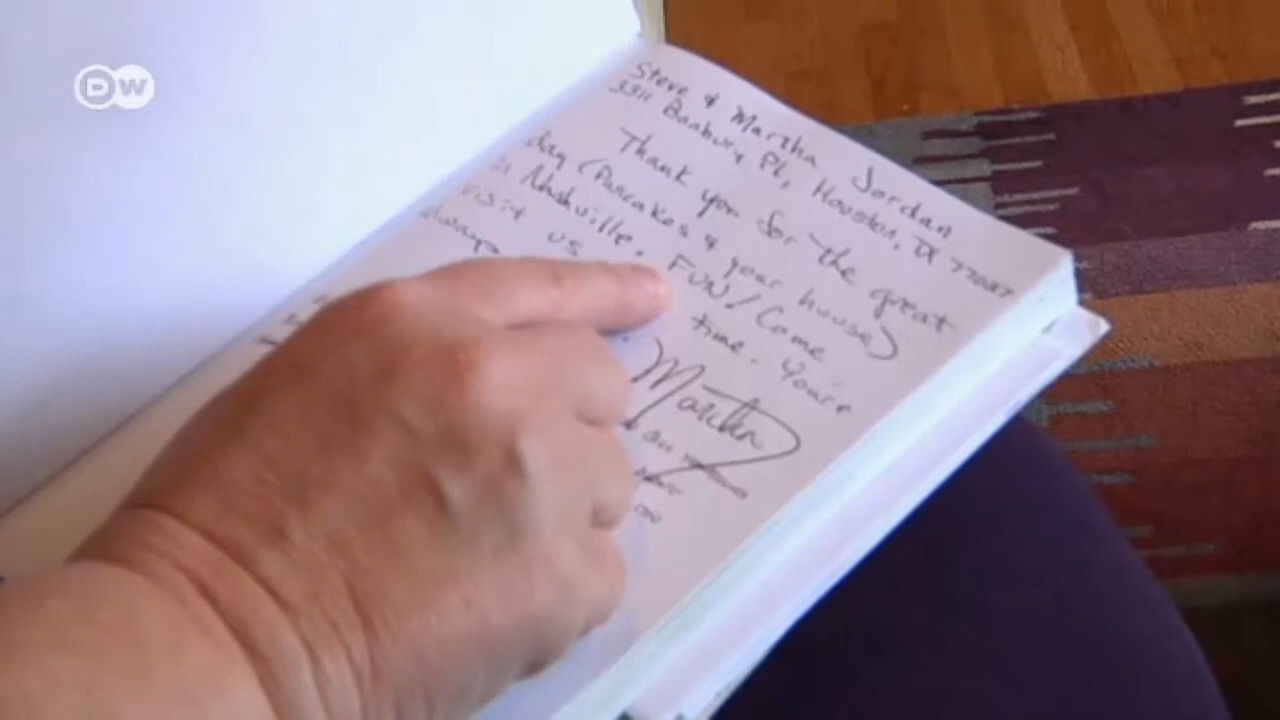 DW
Steve & Martha Jordan
3311 Banbury Pl, Houston, TX 77027
Thank you for the great
day (Pancakes & your house)
in Nashville. FUN! Come
visit us time. You're
always
Martha